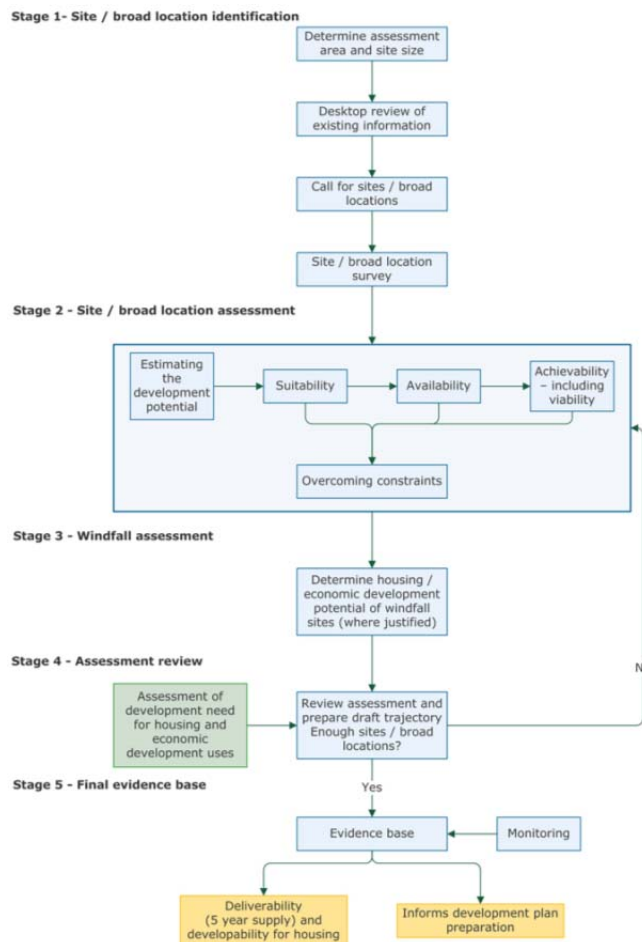 Stage 1- Site / broad location identification
Determine assessment
area and site size
Desktop review of
existing information
Call for sites / broad
locations
Site / broad location
survey
Stage 2 - Site / broad location assessment
Estimating
the
development
potential
Suitability
Availability
Achievability
– including
viability
Overcoming constraints
Stage 3 - Windfall assessment
Determine housing /
economic development
potential of windfall
sites (where justified)
Stage 4 - Assessment review
Assessment of
development need
for housing and
economic
development uses
Review assessment and
prepare draft trajectory
Enough sites / broad
locations?
N
Stage 5 - Final evidence base
Yes
Evidence base
Monitoring
Deliverability
(5 year supply) and
developability for housing
Informs development plan
preparation